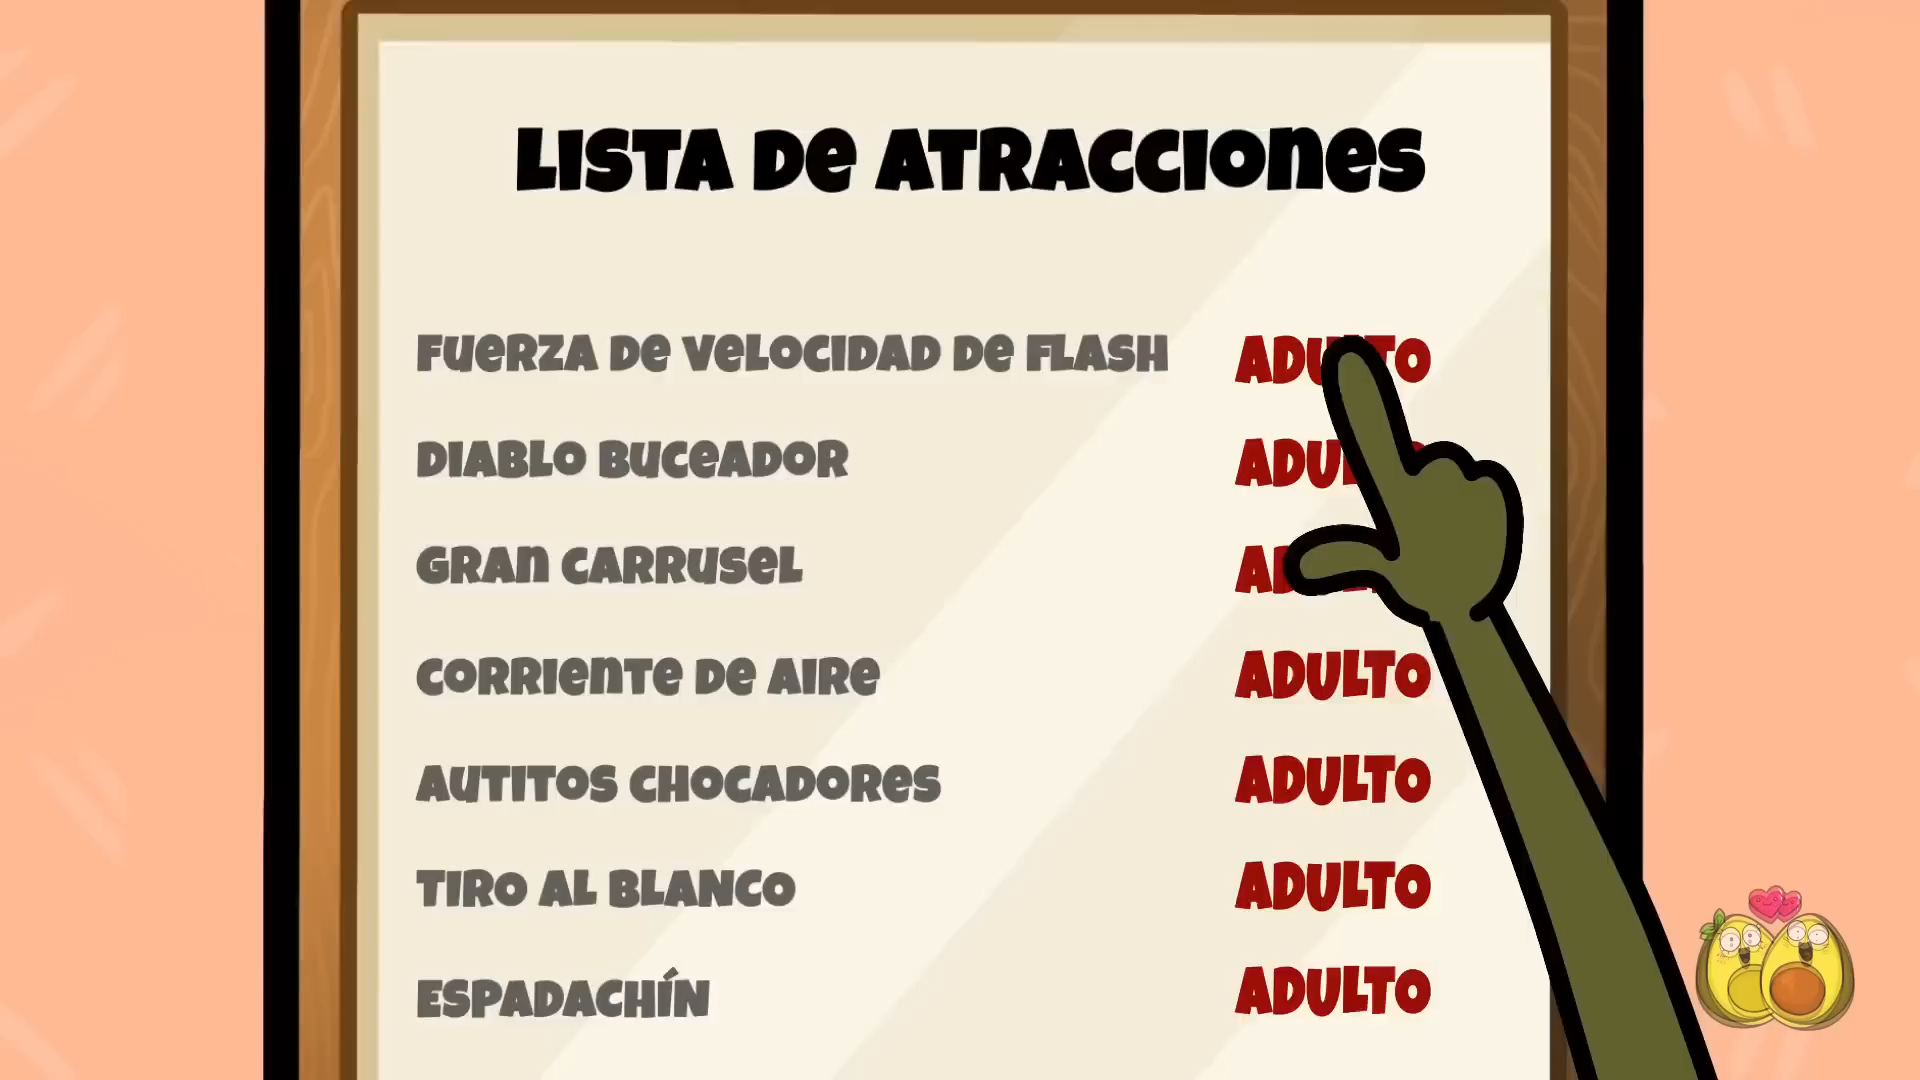 LISTA De ATRACCIOnes
FueRZA De VeLOCIDAD De FLASH ADULTO
DIABLO BuceADOR
GRAn CARRuseL
CORRIenTe De AIRe ADULTO
AuTITOS CHOCADORes ADULTO
TIRO AL BLANCO ADULTO
ESPADACHÍN ADULTO